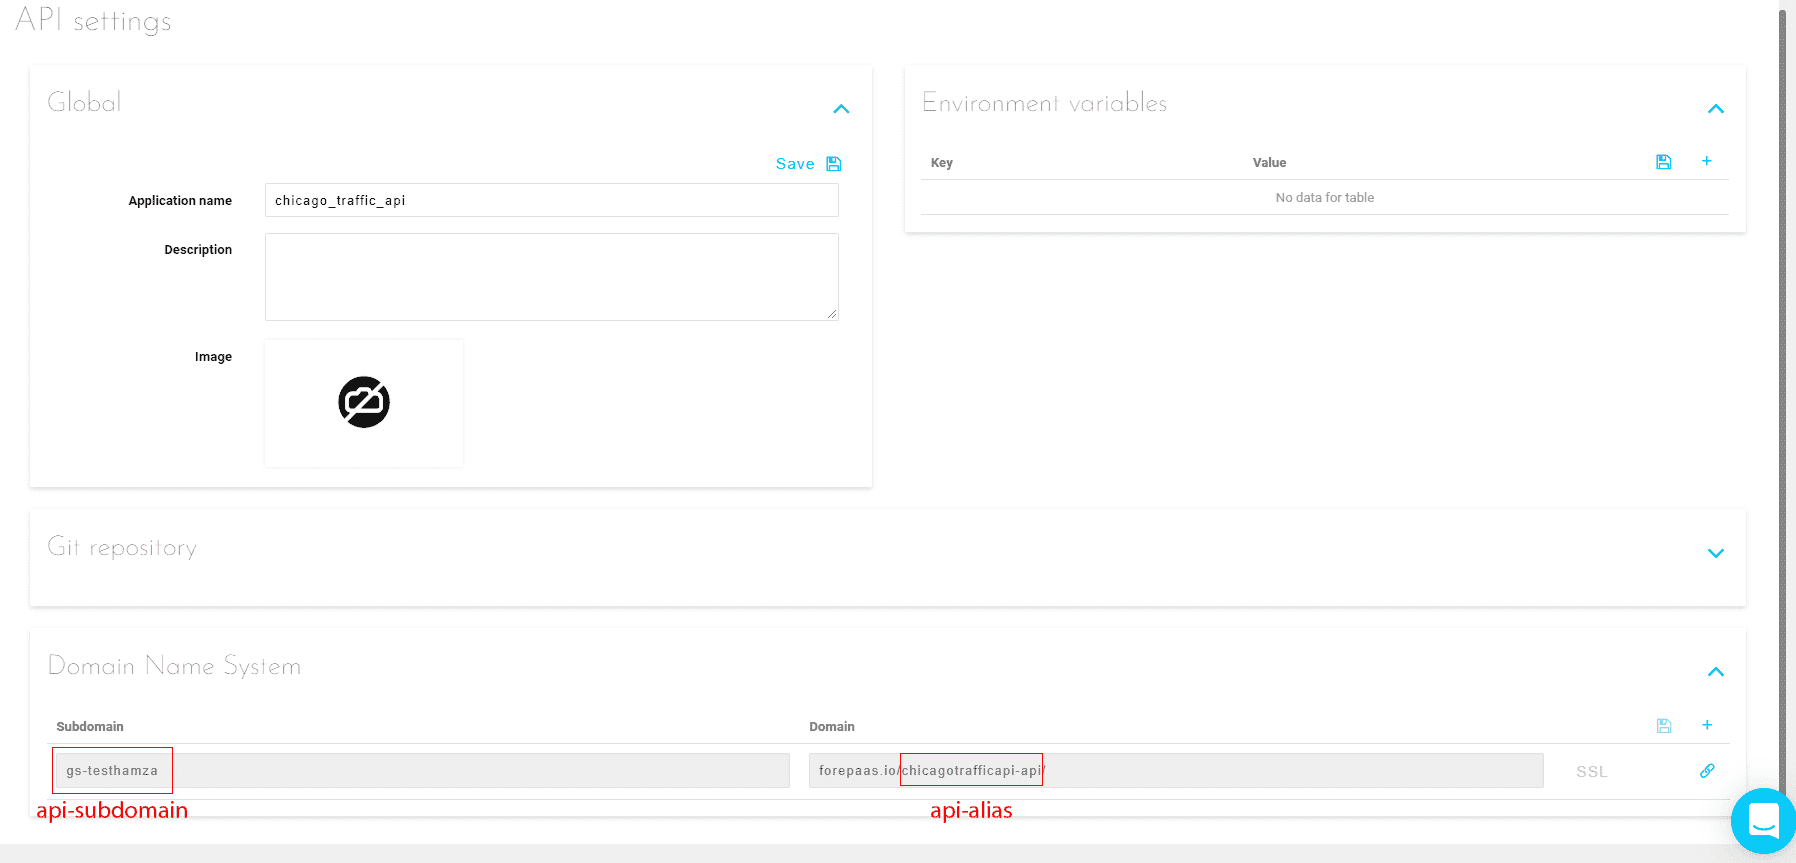 API settings
Global
Save
Application name
chicago_traffic_api
Description
Image
Environment variables
Key Value
No data for table
Git repository
Domain Name System
Subdomain Domain
gs-testhamza forepaas.io/chicagotrafficapi-api/ SSL
api-subdomain api-alias